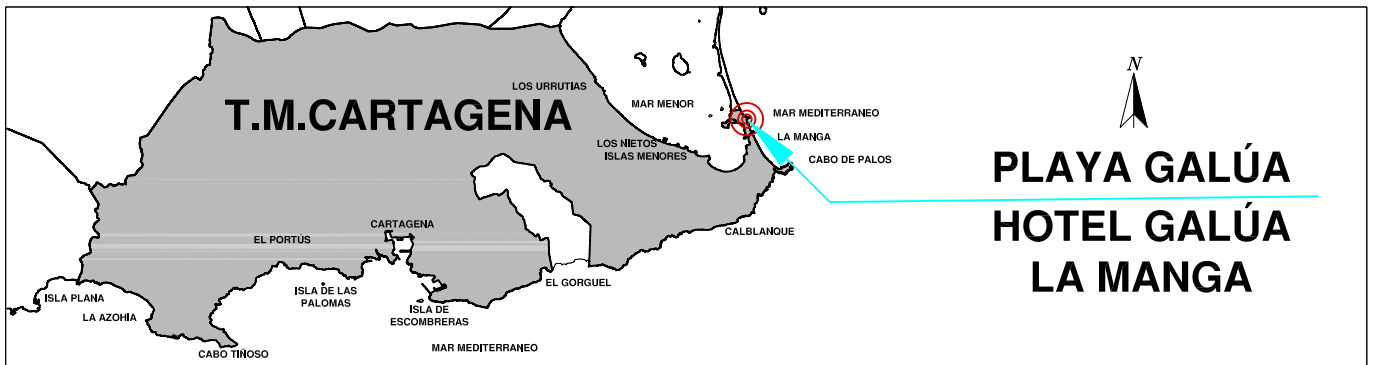 LOS URRUTIAS
T.M.CARTAGENA
MAR MENOR
MAR MEDITERRANEO
LA MANGA
LOS NIETOS
ISLAS MENORES
CABO DE PALOS
CARTAGENA
EL PORTÚS
CALBLANQUE
EL GORGUEL
ISLA PLANA
LA AZOHÍA
ISLA DE LAS
PALOMAS
ISLA DE
ESCOMBRERAS
CABO TIÑOSO
MAR MEDITERRANEO
N
PLAYA GALÚA
HOTEL GALÚA
LA MANGA